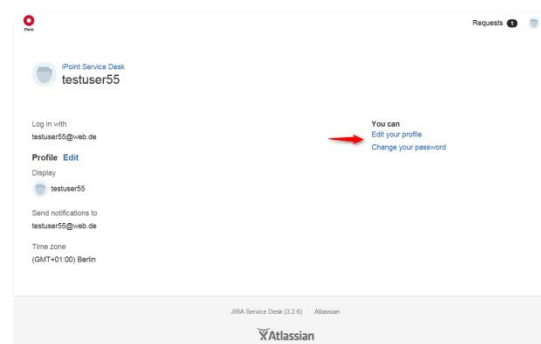 iPoint
Requests 1
iPoint Service Desk
testuser55
Log in with
testuser55@web.de
Profile Edit
Display
testuser55
Send notifications to
testuser55@web.de
Time zone
(GMT+01:00) Berlin
You can
Edit your profile
Change your password
JIRA Service Desk (3.2.6) · Atlassian
Atlassian